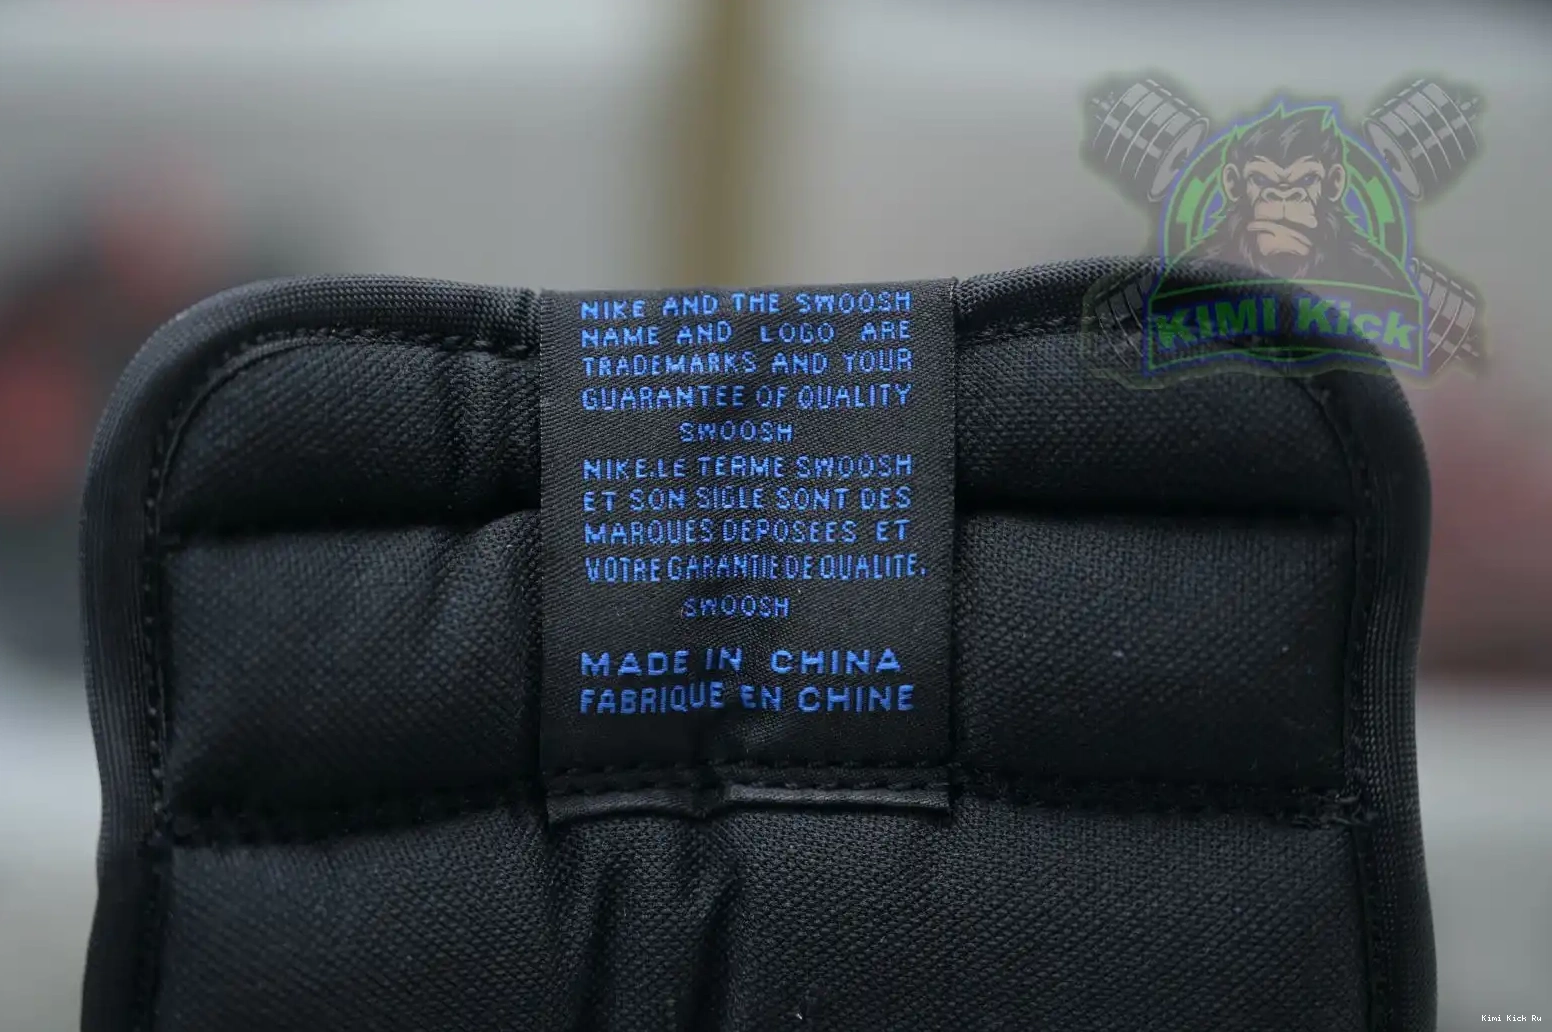 NIKE AND THE SWOOSH
NAME AND LOGO ARE
TRADEMARKS AND YOUR
GUARANTEE OF QUALITY
SWOOSH
NIKE.LE TERME SWOOSH
ET SON SIGLE SONT DES
MARQUES DEPOSEES ET
VOTRE GARANTIE DE QUALITE.
SWOOSH
MADE IN CHINA
FABRIQUE EN CHINE
KIMI Kick
Kimi Kick Ru